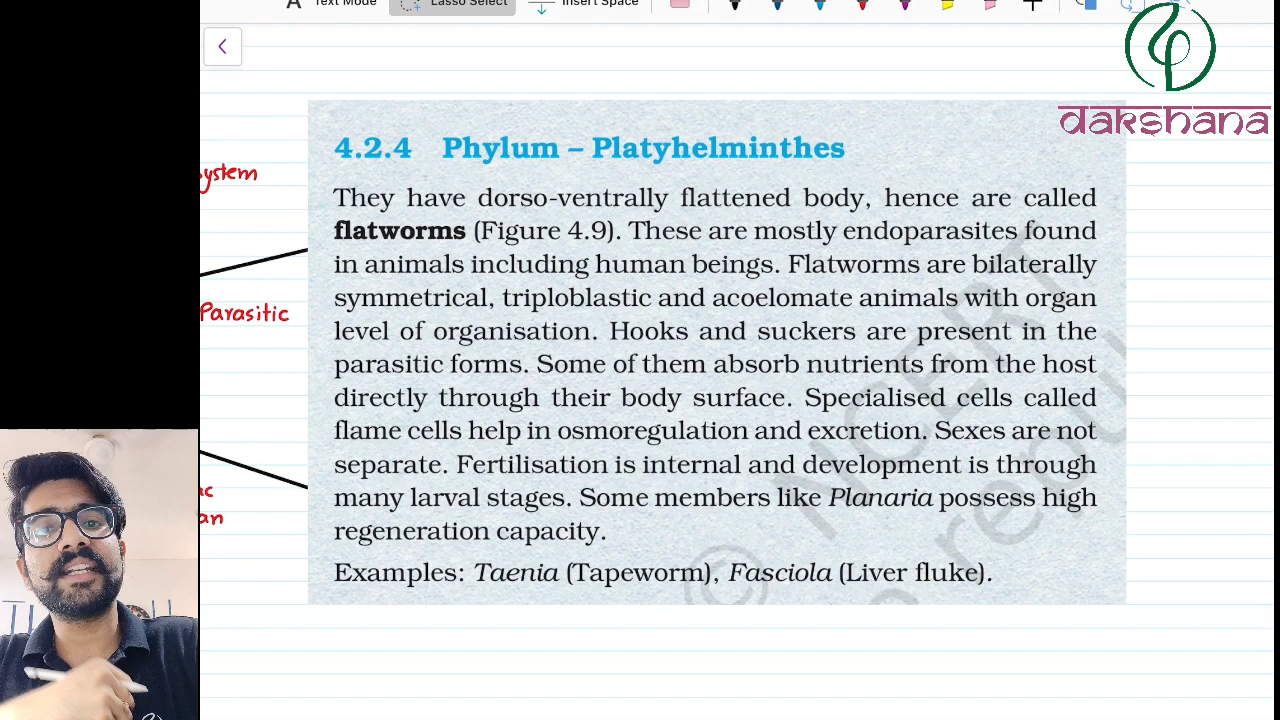 Text Mode
Lasso Select
Insert Space
dakshana
4.2.4 Phylum – Platyhelminthes
They have dorso-ventrally flattened body, hence are called
flatworms (Figure 4.9). These are mostly endoparasites found
in animals including human beings. Flatworms are bilaterally
symmetrical, triploblastic and acoelomate animals with organ
level of organisation. Hooks and suckers are present in the
parasitic forms. Some of them absorb nutrients from the host
directly through their body surface. Specialised cells called
flame cells help in osmoregulation and excretion. Sexes are not
separate. Fertilisation is internal and development is through
many larval stages. Some members like Planaria possess high
regeneration capacity.
Examples: Taenia (Tapeworm), Fasciola (Liver fluke).
ystem
Parasitic
ac
an
© NCERT